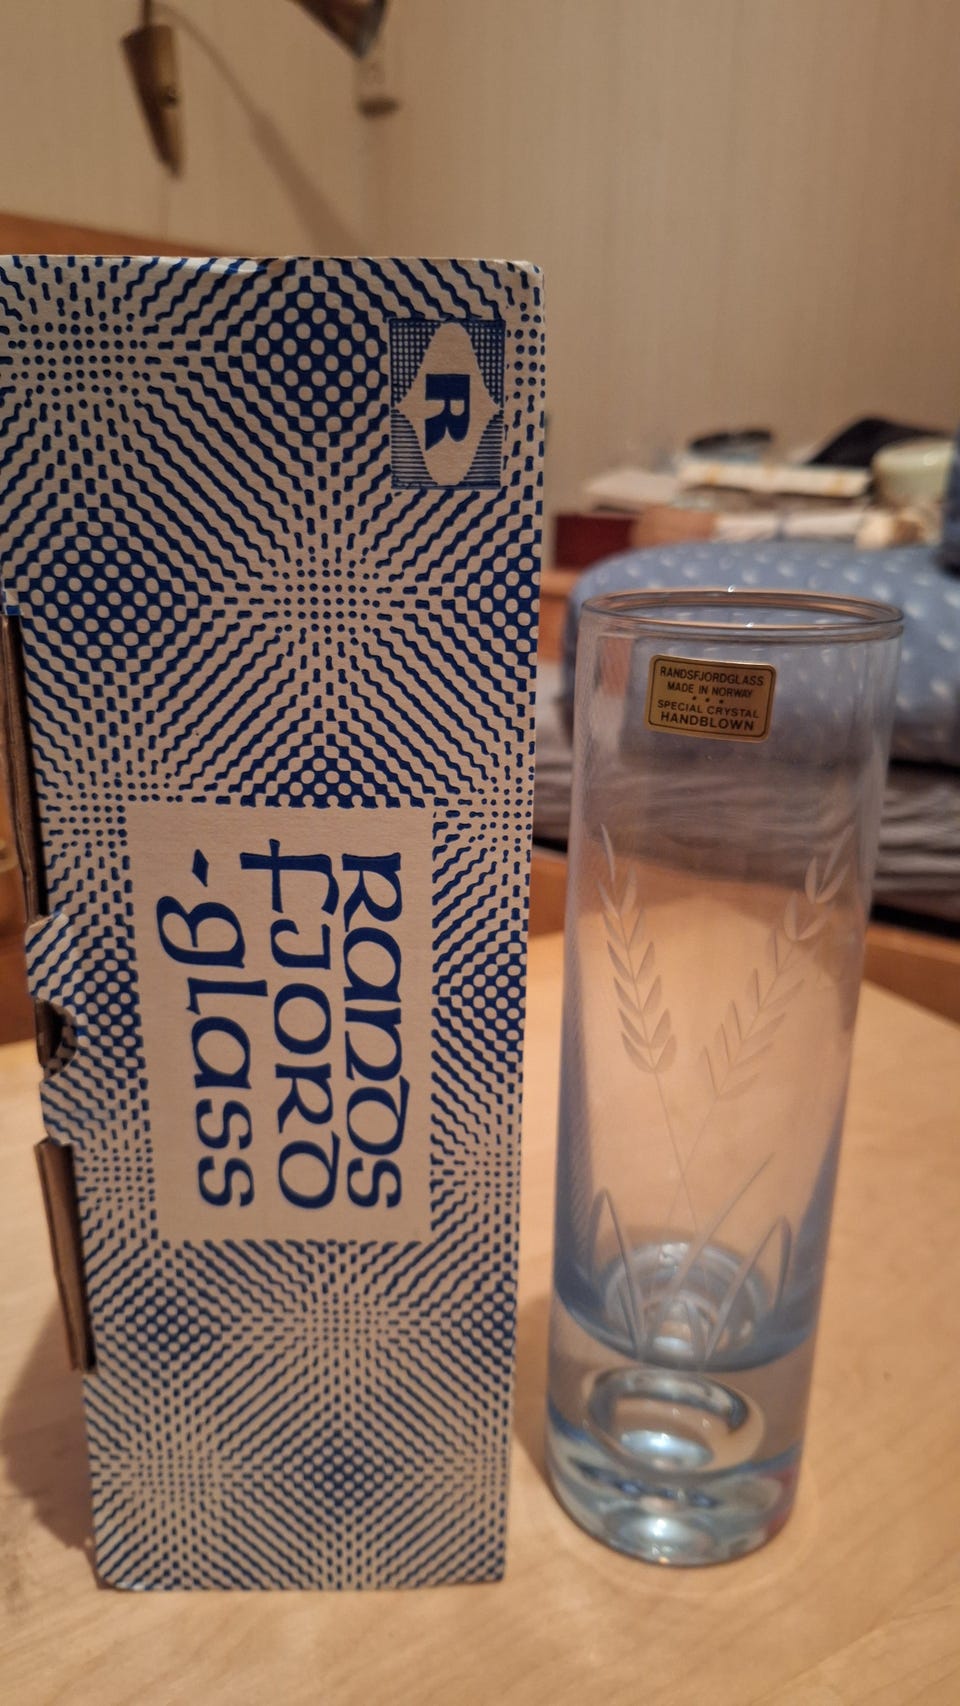 R
Rands
fjord
-glass
RANDSFJORDGLASS
MADE IN NORWAY
SPECIAL CRYSTAL
HANDBLOWN